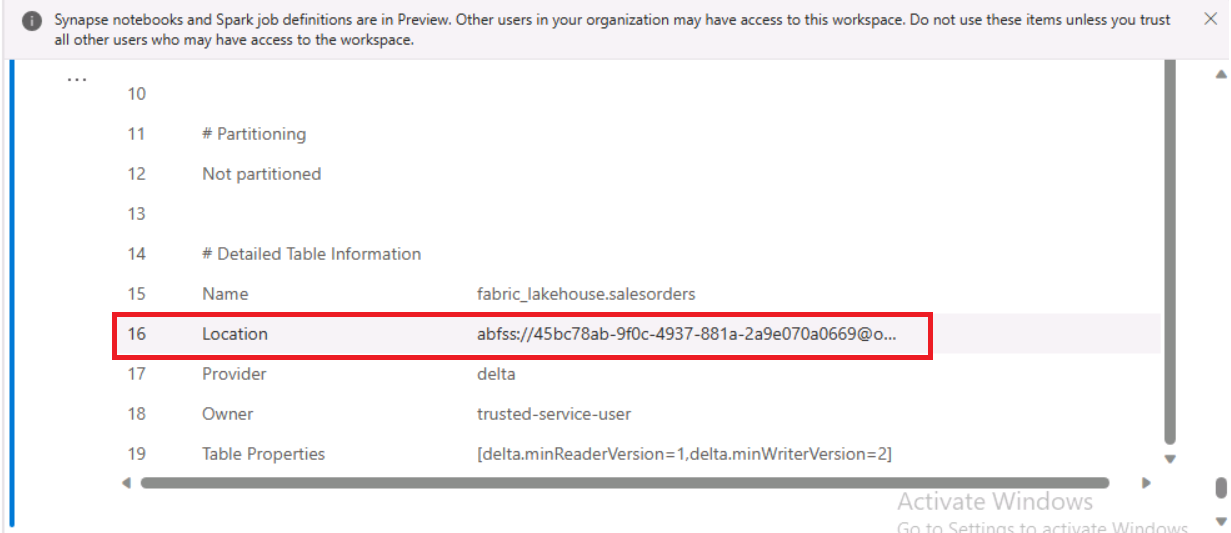 Synapse notebooks and Spark job definitions are in Preview. Other users in your organization may have access to this workspace. Do not use these items unless you trust
all other users who may have access to the workspace.
...
10
11 # Partitioning
12 Not partitioned
13
14 # Detailed Table Information
15 Name fabric_lakehouse.salesorders
16 Location abfss://45bc78ab-9f0c-4937-881a-2a9e070a0669@o...
17 Provider delta
18 Owner trusted-service-user
19 Table Properties [delta.minReaderVersion=1,delta.minWriterVersion=2]
Activate Windows
Go to Settings to activate Windows